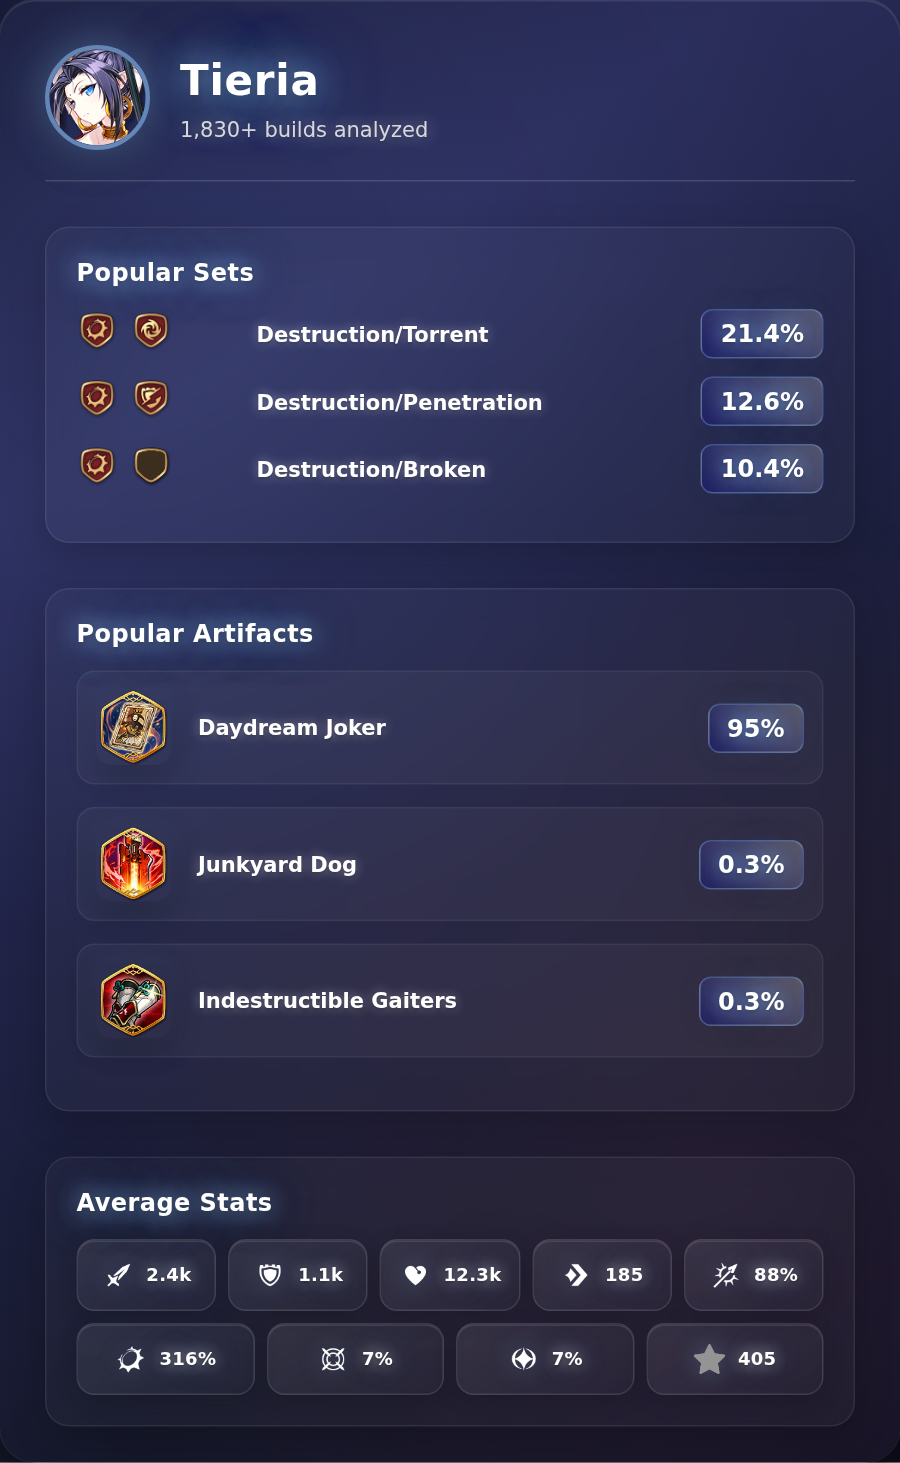 Tieria
1,830+ builds analyzed
Popular Sets
Destruction/Torrent 21.4%
Destruction/Penetration 12.6%
Destruction/Broken 10.4%
Popular Artifacts
Daydream Joker 95%
Junkyard Dog 0.3%
Indestructible Gaiters 0.3%
Average Stats
2.4k 1.1k 12.3k 185 88%
316% 7% 7% 405